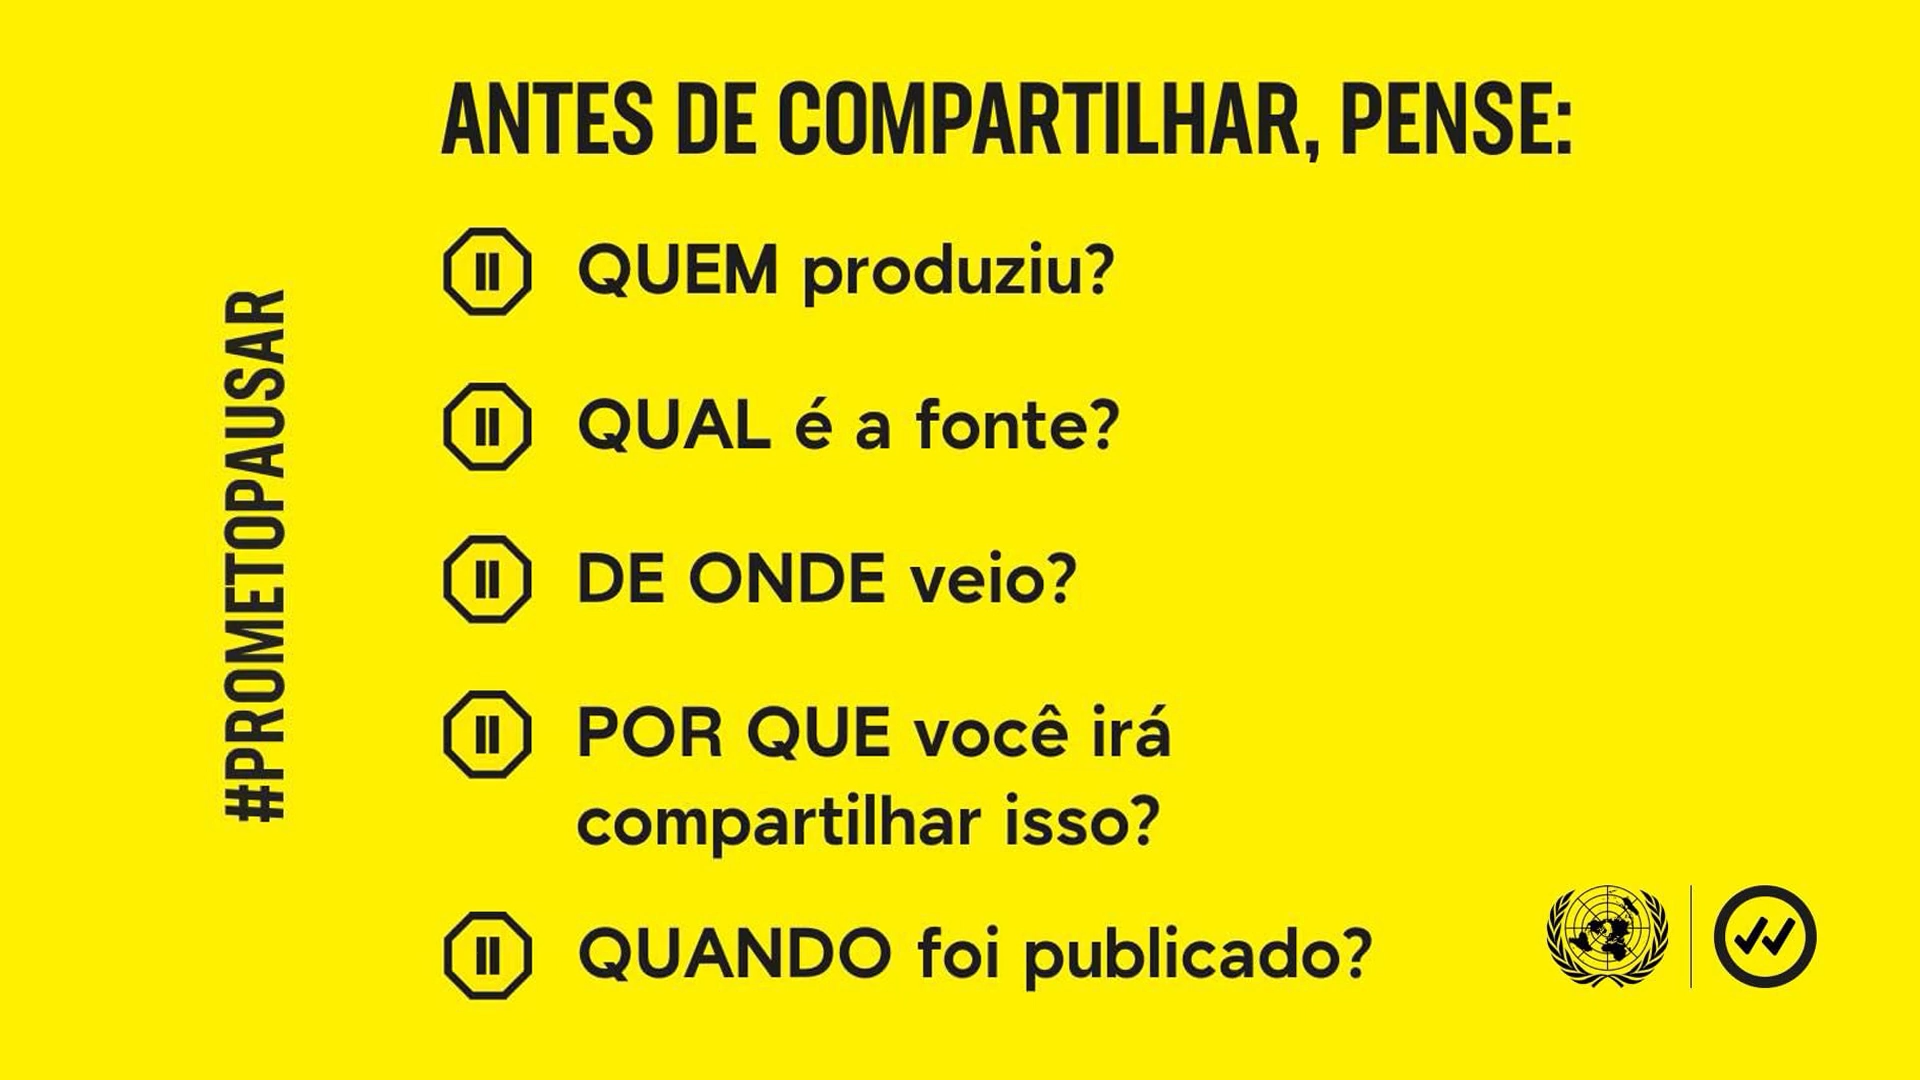 ANTES DE COMPARTILHAR, PENSE:
QUEM produziu?
QUAL é a fonte?
DE ONDE veio?
POR QUE você irá
compartilhar isso?
QUANDO foi publicado?
#PROMETOPAUSAR